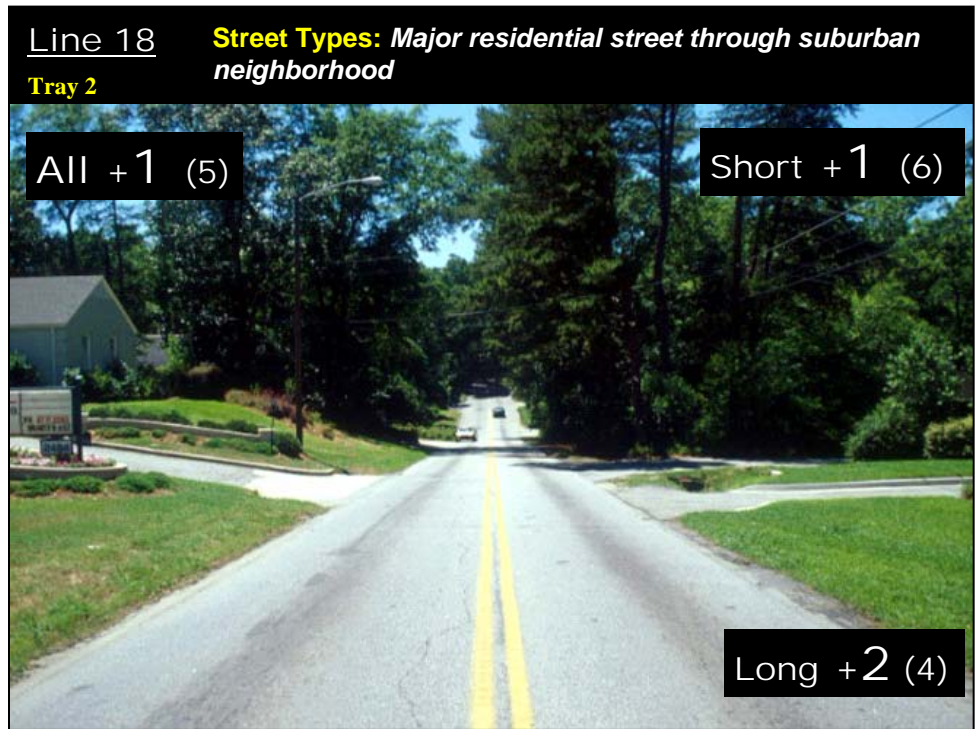 Line 18
Street Types: Major residential street through suburban
neighborhood
Tray 2
All +1 (5)
Short +1 (6)
Long +2 (4)